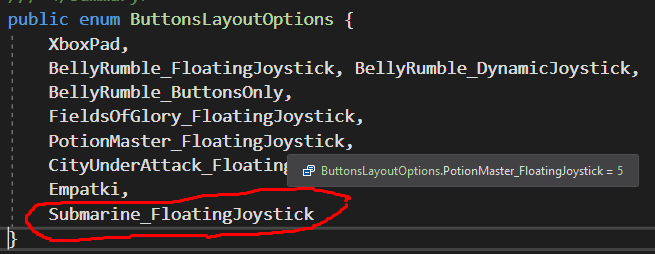 public enum ButtonsLayoutOptions {
XboxPad,
BellyRumble_FloatingJoystick, BellyRumble_DynamicJoystick,
BellyRumble_ButtonsOnly,
FieldsOfGlory_FloatingJoystick,
PotionMaster_FloatingJoystick,
CityUnderAttack_Floating
ButtonsLayoutOptions.PotionMaster_FloatingJoystick = 5
Empatki,
Submarine_FloatingJoystick
}